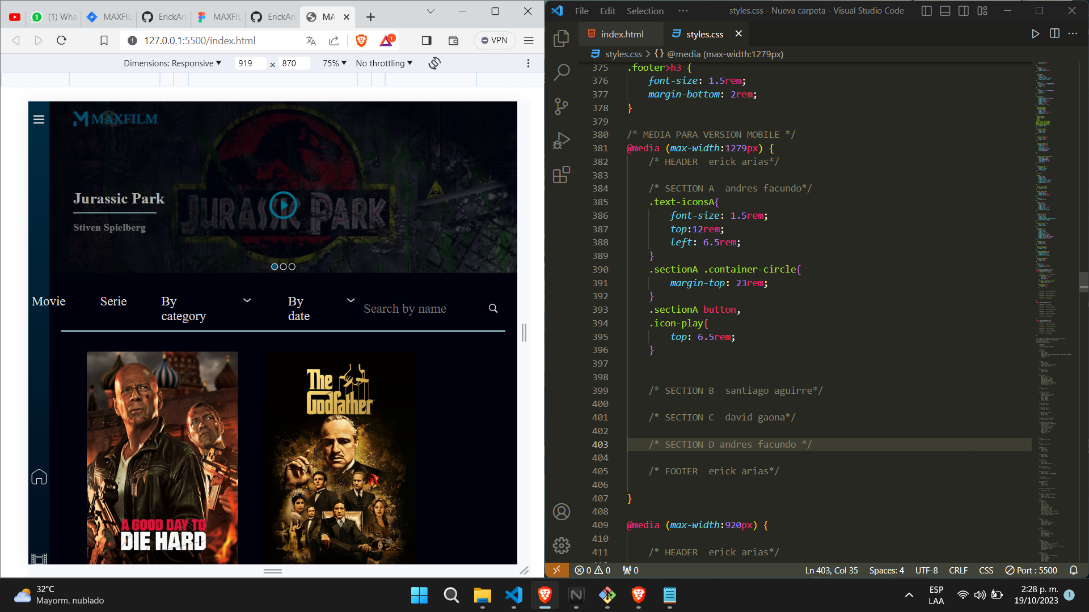 (1) Wha
MAXFIL
ErickAr
MAXFIL
ErickAr
MAX
127.0.0.1:5500/index.html
VPN
Dimensions: Responsive
919
x
870
75%
No throttling
MAXFILM
Jurassic Park
Stiven Spielberg
JURASSIC PARK
Movie
Serie
By category
By date
Search by name
A GOOD DAY TO
DIE HARD
The
Godfather
File Edit Selection ···
styles.css - Nueva carpeta - Visual Studio Code
index.html
styles.css
styles.css > {} @media (max-width:1279px)
375 .footer>h3 {
376 font-size: 1.5rem;
377 margin-bottom: 2rem;
378 }
379
380 /* MEDIA PARA VERSION MOBILE */
381 @media (max-width:1279px) {
382 /* HEADER  erick arias*/
383
384 /* SECTION A  andres facundo*/
385 .text-iconsA{
386 font-size: 1.5rem;
387 top:12rem;
388 left: 6.5rem;
389 }
390 .sectionA .container-circle{
391 margin-top: 23rem;
392 }
393 .sectionA button,
394 .icon-play{
395 top: 6.5rem;
396 }
397
398
399 /* SECTION B  santiago aguirre*/
400
401 /* SECTION C  david gaona*/
402
403 /* SECTION D andres facundo */
404
405 /* FOOTER  erick arias*/
406
407 }
408
409 @media (max-width:920px) {
410
411 /* HEADER  erick arias*/
0 0 0 Ln 403, Col 35 Spaces: 4 UTF-8 CRLF CSS Port : 5500
32°C
Mayorm. nublado
ESP
LAA
2:28 p. m.
19/10/2023